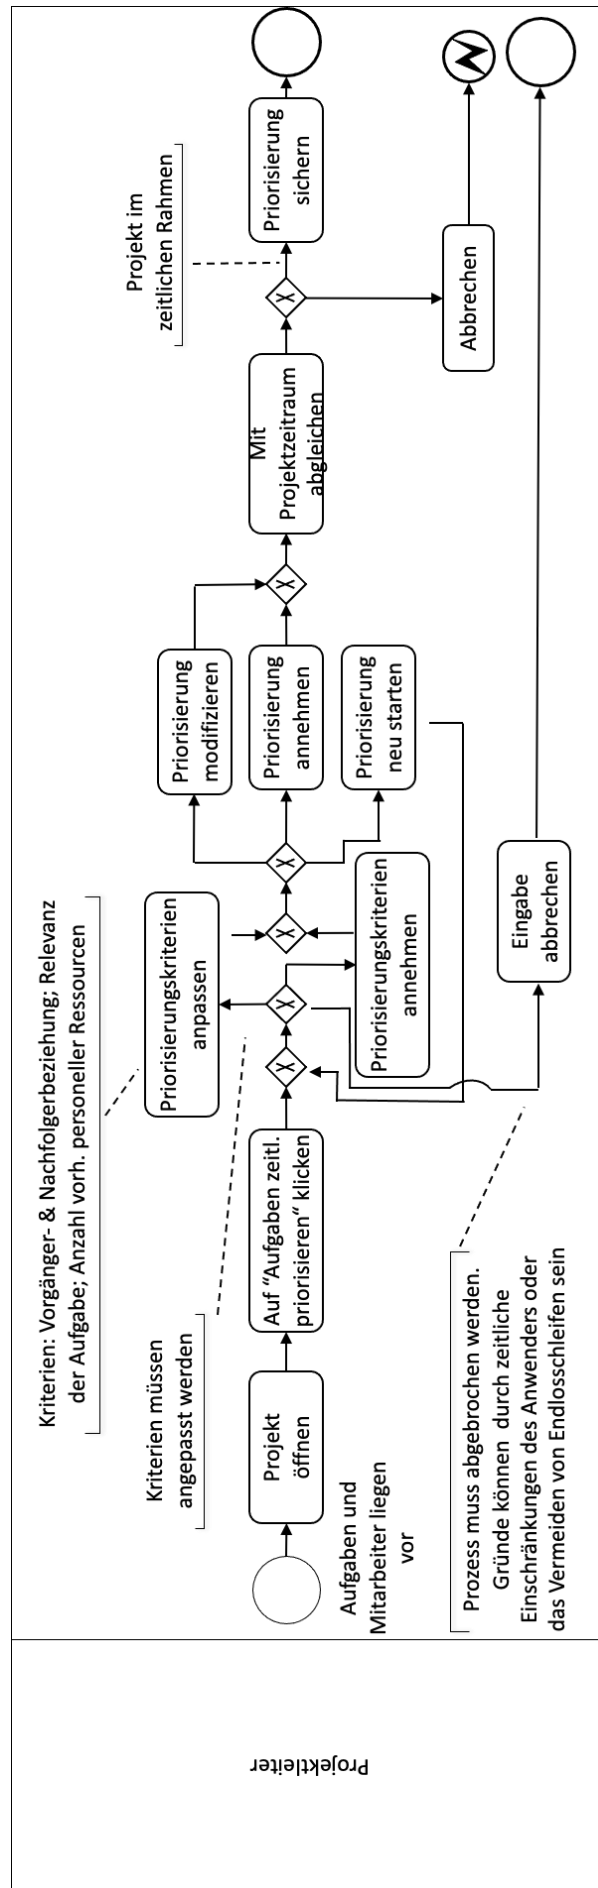 Projektleiter
Aufgaben und
Mitarbeiter liegen
vor
Projekt
öffnen
Auf “Aufgaben zeitl.
priorisieren“ klicken
Kriterien müssen
angepasst werden
Kriterien: Vorgänger- & Nachfolgerbeziehung; Relevanz
der Aufgabe; Anzahl vorh. personeller Ressourcen
Prozess muss abgebrochen werden.
Gründe können durch zeitliche
Einschränkungen des Anwenders oder
das Vermeiden von Endlosschleifen sein
X
X
Priorisierungskriterien
anpassen
Priorisierungskriterien
annehmen
X
X
Eingabe
abbrechen
Priorisierung
modifizieren
Priorisierung
annehmen
Priorisierung
neu starten
X
Mit
Projektzeitraum
abgleichen
X
Projekt im
zeitlichen Rahmen
Abbrechen
Priorisierung
sichern